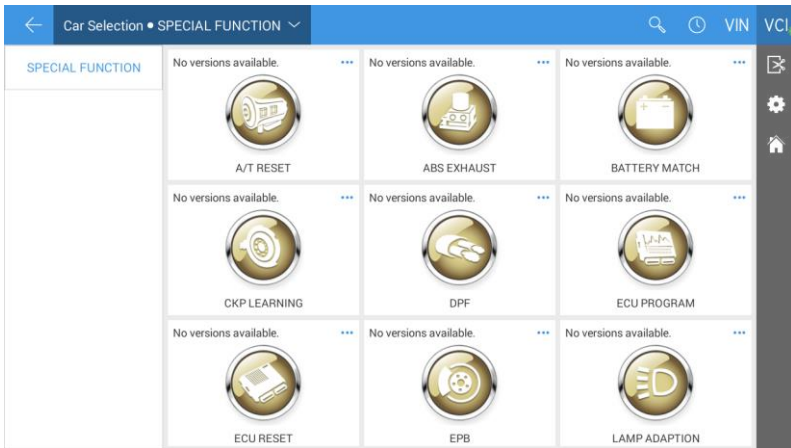 Car Selection • SPECIAL FUNCTION
VIN
VCI
SPECIAL FUNCTION
No versions available.
No versions available.
No versions available.
A/T RESET
ABS EXHAUST
BATTERY MATCH
No versions available.
No versions available.
No versions available.
CKP LEARNING
DPF
ECU PROGRAM
No versions available.
No versions available.
No versions available.
ECU RESET
EPB
LAMP ADAPTION